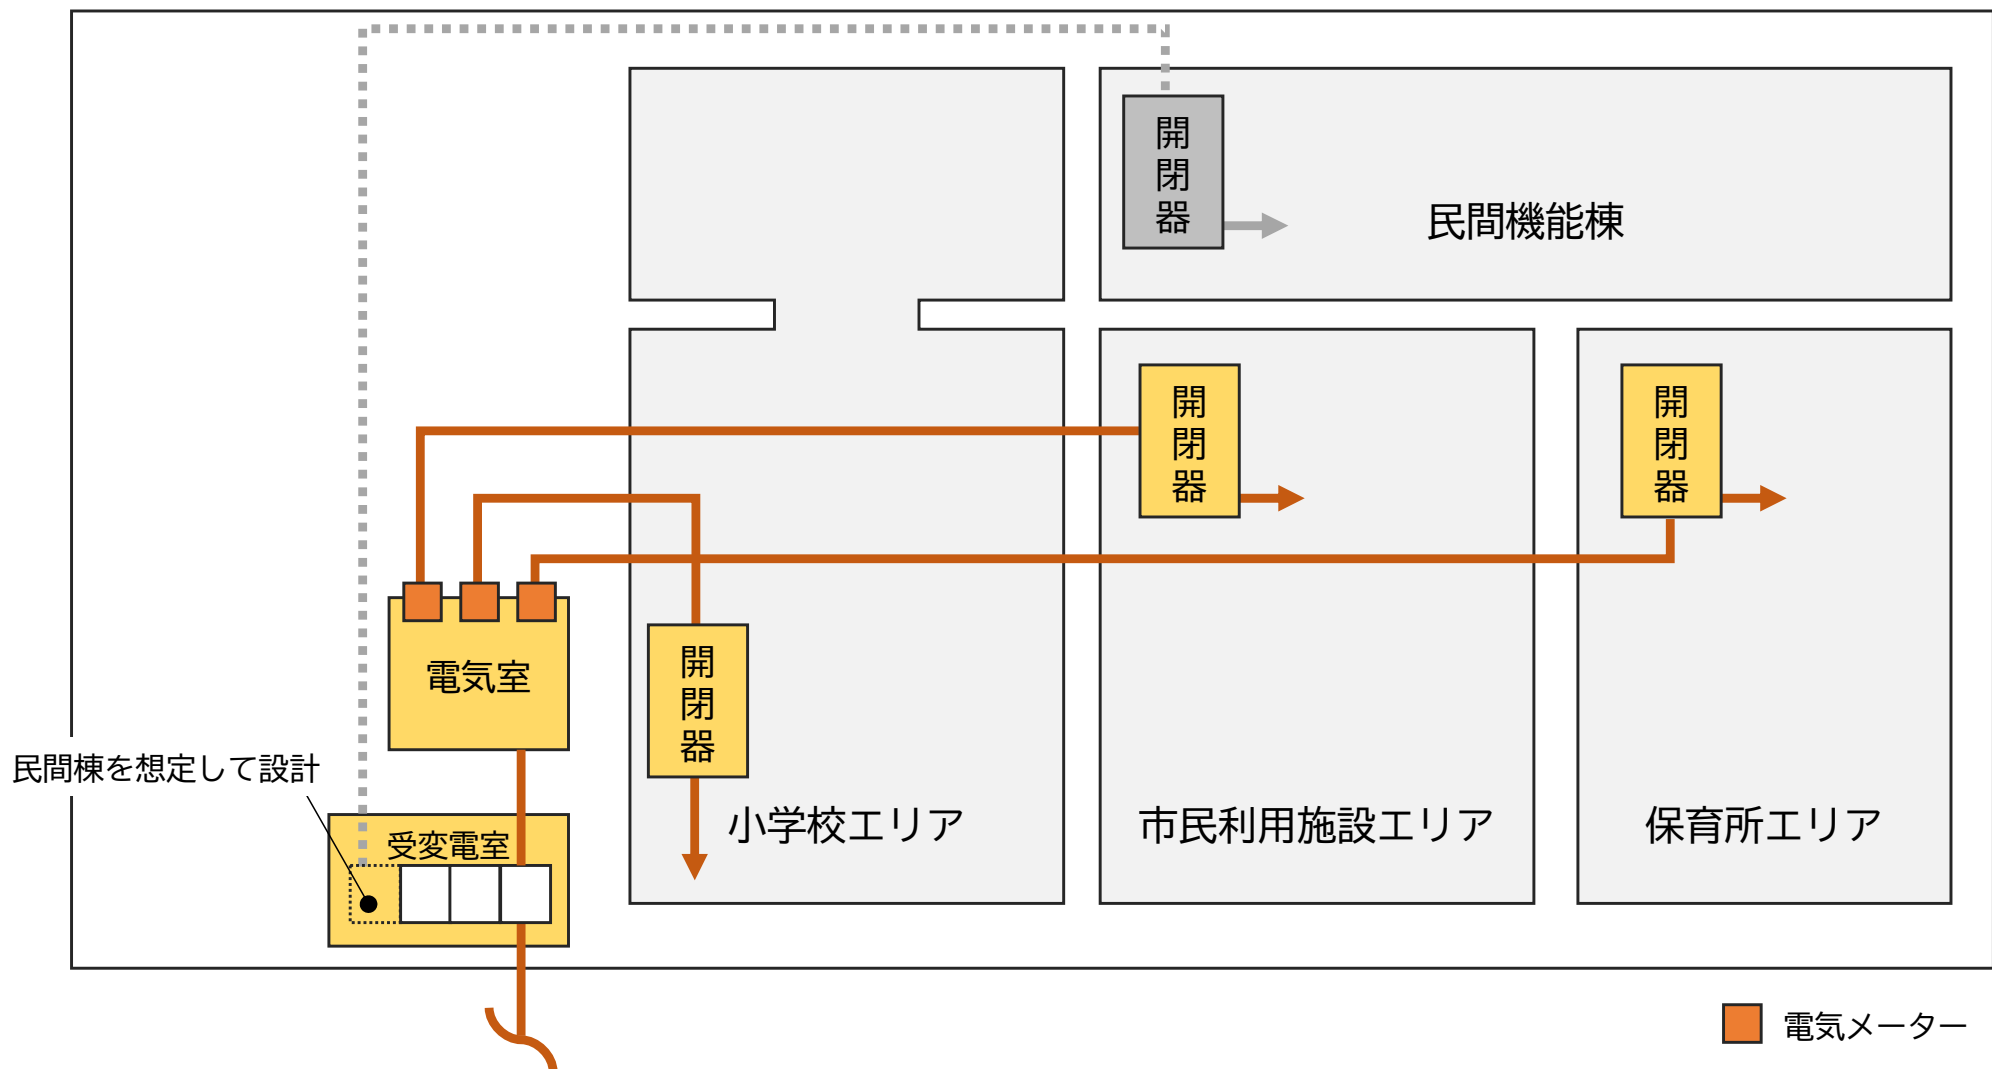 開閉器
民間機能棟
開閉器
開閉器
電気室
開閉器
民間棟を想定して設計
小学校エリア
市民利用施設エリア
保育所エリア
受変電室
電気メーター